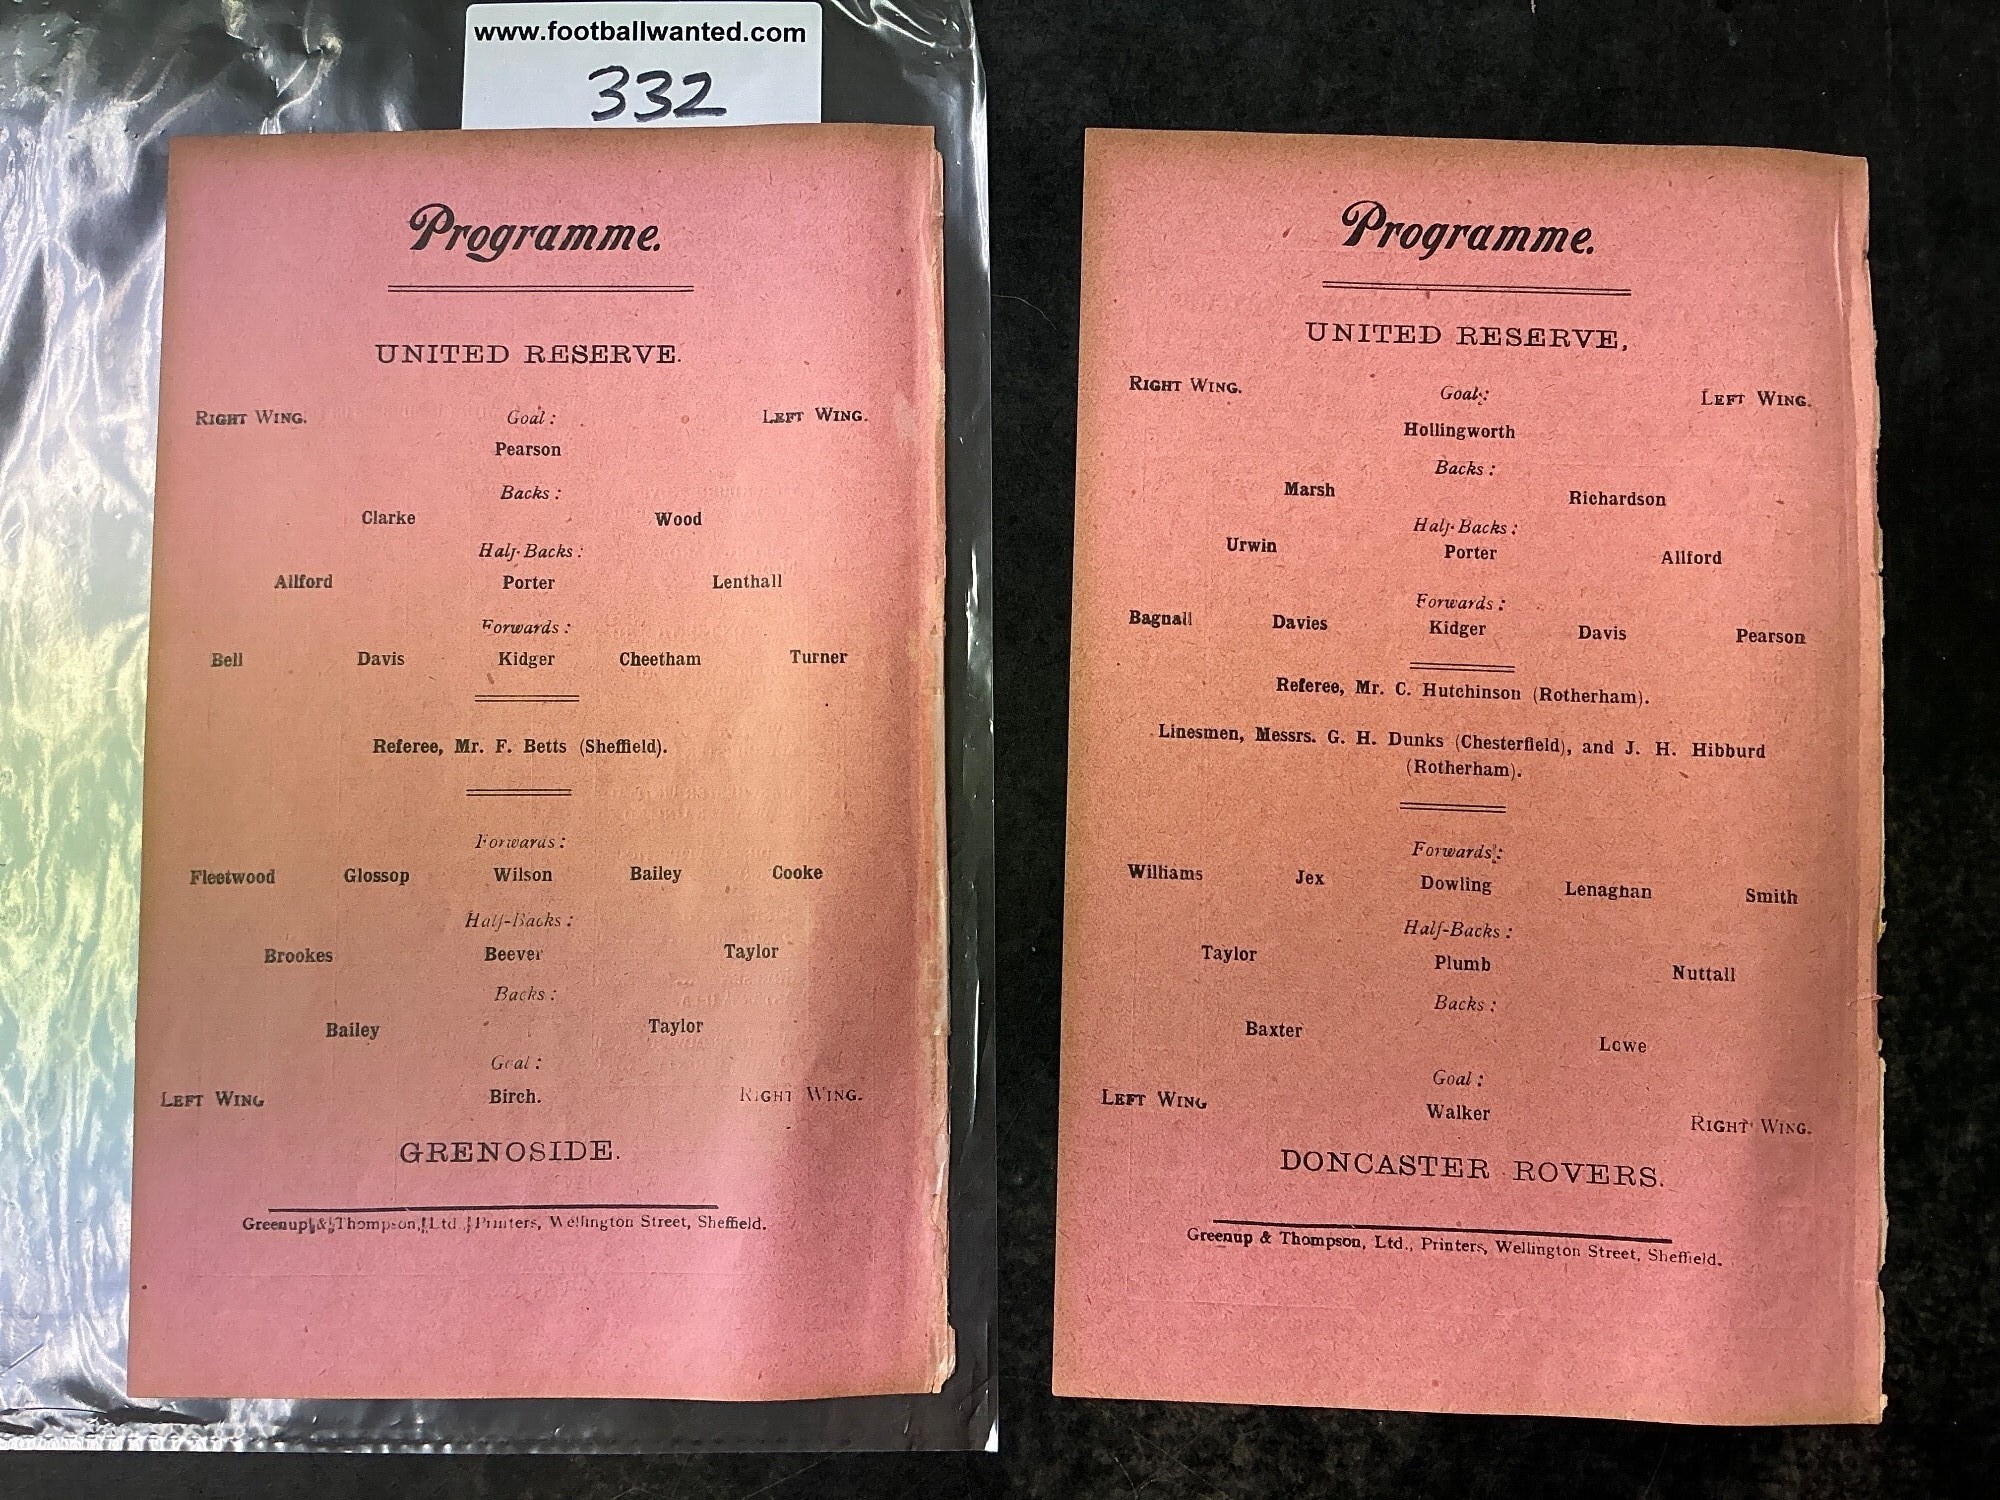 www.footballwanted.com
332
Programme.
UNITED RESERVE.
RIGHT WING. Goal: LEFT WING.
Pearson
Backs:
Clarke Wood
Half-Backs:
Allford Porter Lenthall
Forwards:
Bell Davis Kidger Cheetham Turner
Referee, Mr. F. Betts (Sheffield).
Forwards:
Fleetwood Glossop Wilson Bailey Cooke
Half-Backs:
Brookes Beever Taylor
Backs:
Bailey Taylor
Goal:
LEFT WING Birch. RIGHT WING.
GRENOSIDE.
Greenup & Thompson, Ltd., Printers, Wellington Street, Sheffield.
Programme.
UNITED RESERVE,
RIGHT WING. Goal: LEFT WING.
Hollingworth
Backs:
Marsh Richardson
Half-Backs:
Urwin Porter Allford
Forwards:
Bagnall Davies Kidger Davis Pearson
Referee, Mr. C. Hutchinson (Rotherham).
Linesmen, Messrs. G. H. Dunks (Chesterfield), and J. H. Hibburd
(Rotherham).
Forwards:
Williams Jex Dowling Lenaghan Smith
Half-Backs:
Taylor Plumb Nuttall
Backs:
Baxter Lowe
Goal:
LEFT WING Walker RIGHT WING.
DONCASTER ROVERS.
Greenup & Thompson, Ltd., Printers, Wellington Street, Sheffield.